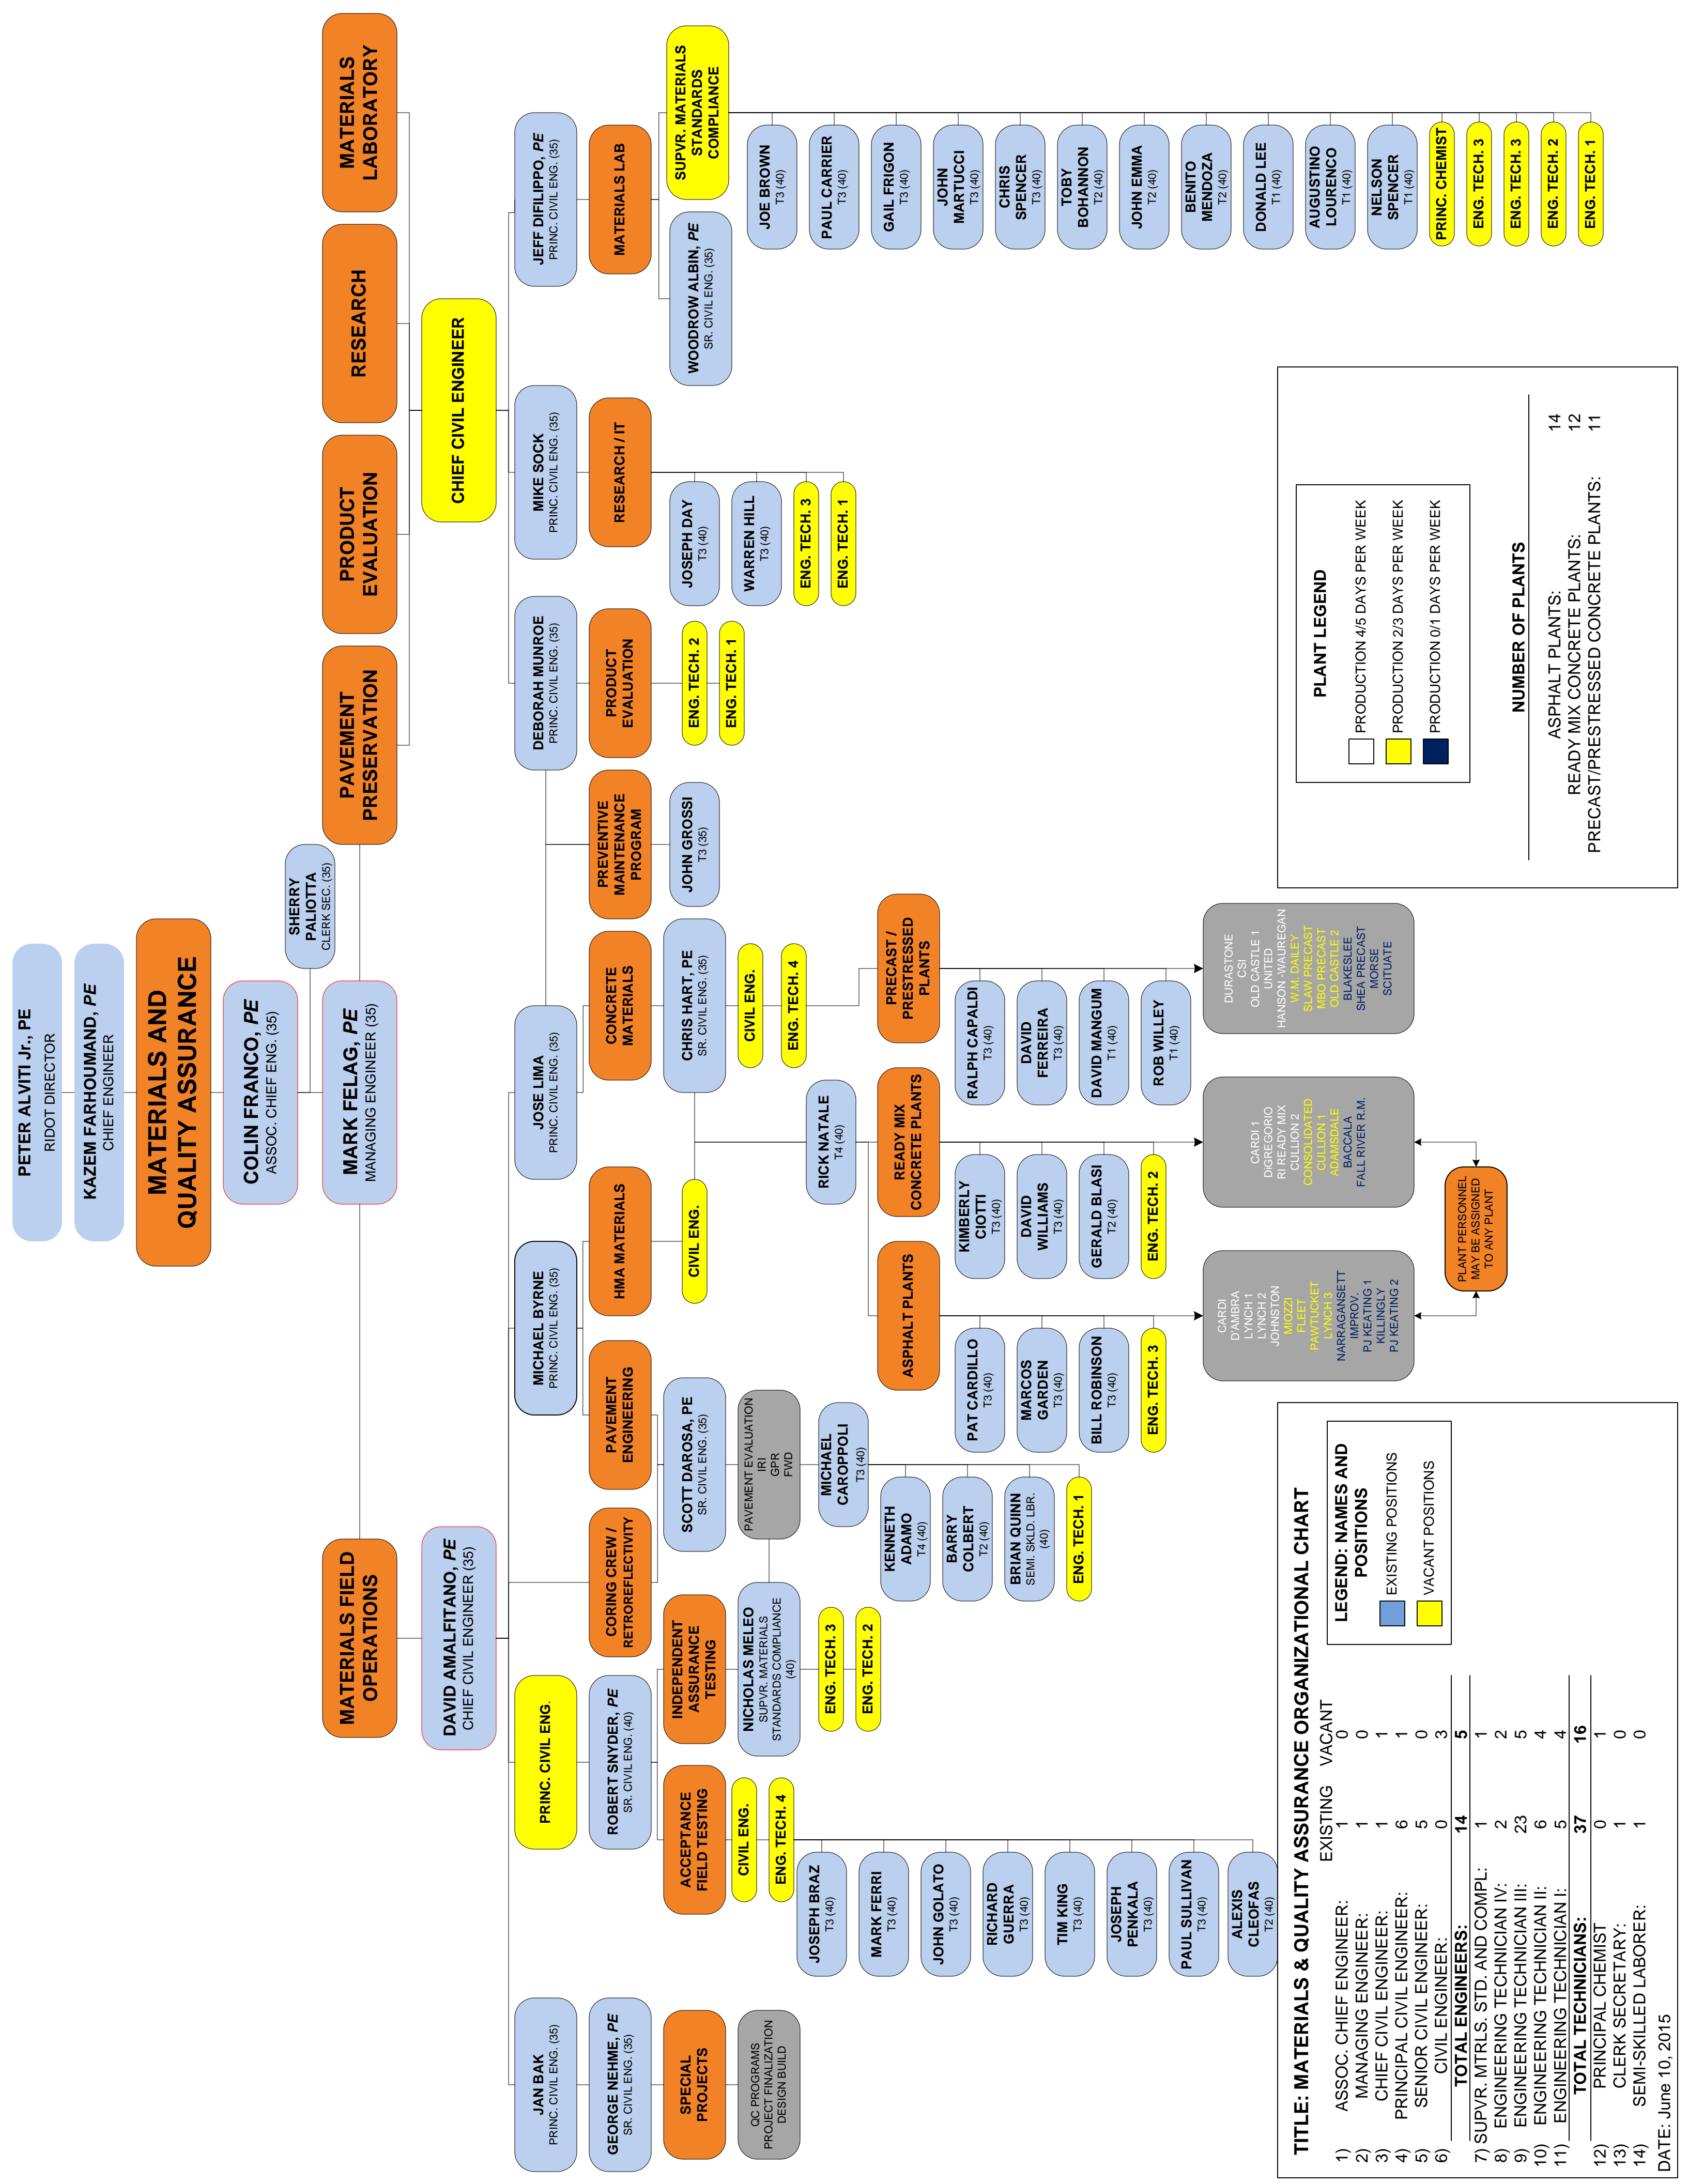 PETER ALVITI Jr., PE
RIDOT DIRECTOR
KAZEM FARHOUMAND, PE
CHIEF ENGINEER
MATERIALS AND
QUALITY ASSURANCE
COLIN FRANCO, PE
ASSOC. CHIEF ENG. (35)
SHERRY
PALIOTTA
CLERK SEC. (35)
MARK FELAG, PE
MANAGING ENGINEER (35)
MATERIALS FIELD
OPERATIONS
PAVEMENT
PRESERVATION
PRODUCT
EVALUATION
RESEARCH
MATERIALS
LABORATORY
DAVID AMALFITANO, PE
CHIEF CIVIL ENGINEER (35)
CHIEF CIVIL ENGINEER
JAN BAK
PRINC. CIVIL ENG. (35)
GEORGE NEHME, PE
SR. CIVIL ENG. (35)
SPECIAL
PROJECTS
QC PROGRAMS
PROJECT FINALIZATION
DESIGN BUILD
PRINC. CIVIL ENG.
ROBERT SNYDER, PE
SR. CIVIL ENG. (40)
ACCEPTANCE
FIELD TESTING
CIVIL ENG.
ENG. TECH. 4
JOSEPH BRAZ
T3 (40)
MARK FERRI
T3 (40)
JOHN GOLATO
T3 (40)
RICHARD
GUERRA
T3 (40)
TIM KING
T3 (40)
JOSEPH
PENKALA
T3 (40)
PAUL SULLIVAN
T3 (40)
ALEXIS
CLEOFAS
T2 (40)
INDEPENDENT
ASSURANCE
TESTING
NICHOLAS MELEO
SUPVR. MATERIALS
STANDARDS COMPLIANCE
(40)
ENG. TECH. 3
ENG. TECH. 2
CORING CREW /
RETROREFLECTIVITY
MICHAEL BYRNE
PRINC. CIVIL ENG. (35)
PAVEMENT
ENGINEERING
SCOTT DAROSA, PE
SR. CIVIL ENG. (35)
PAVEMENT EVALUATION
IRI
GPR
FWD
MICHAEL
CAROPPOLI
T3 (40)
KENNETH
ADAMO
T4 (40)
BARRY
COLBERT
T2 (40)
BRIAN QUINN
SEMI. SKLD. LBR.
(40)
ENG. TECH. 1
HMA MATERIALS
CIVIL ENG.
JOSE LIMA
PRINC. CIVIL ENG. (35)
CONCRETE
MATERIALS
CHRIS HART, PE
SR. CIVIL ENG. (35)
CIVIL ENG.
ENG. TECH. 4
RICK NATALE
T4 (40)
ASPHALT PLANTS
PAT CARDILLO
T3 (40)
MARCOS
GARDEN
T3 (40)
BILL ROBINSON
T3 (40)
ENG. TECH. 3
CARDI
D'AMBRA
LYNCH 1
LYNCH 2
JOHNSTON
MIOZZI
FLEET
PAWTUCKET
LYNCH 3
NARRAGANSETT
IMPROV.
PJ KEATING 1
KILLINGLY
PJ KEATING 2
READY MIX
CONCRETE PLANTS
KIMBERLY
CIOTTI
T3 (40)
DAVID
WILLIAMS
T3 (40)
GERALD BLASI
T2 (40)
ENG. TECH. 2
CARDI 1
DIGREGORIO
RI READY MIX
CULLION 2
CONSOLIDATED
CULLION 1
ADAMSDALE
BACCALA
FALL RIVER R.M.
PLANT PERSONNEL
MAY BE ASSIGNED
TO ANY PLANT
PRECAST /
PRESTRESSED
PLANTS
RALPH CAPALDI
T3 (40)
DAVID
FERREIRA
T3 (40)
DAVID MANGUM
T1 (40)
ROB WILLEY
T1 (40)
DURASTONE
CSI
OLD CASTLE 1
UNITED
HANSON -WAUREGAN
W.M. DAILEY
SLAW PRECAST
MBO PRECAST
OLD CASTLE 2
BLAKESLEE
SHEA PRECAST
MORSE
SCITUATE
PREVENTIVE
MAINTENANCE
PROGRAM
JOHN GROSSI
T3 (35)
DEBORAH MUNROE
PRINC. CIVIL ENG. (35)
PRODUCT
EVALUATION
ENG. TECH. 2
ENG. TECH. 1
MIKE SOCK
PRINC. CIVIL ENG. (35)
RESEARCH / IT
JOSEPH DAY
T3 (40)
WARREN HILL
T3 (40)
ENG. TECH. 3
ENG. TECH. 1
JEFF DIFILIPPO, PE
PRINC. CIVIL ENG. (35)
MATERIALS LAB
WOODROW ALBIN, PE
SR. CIVIL ENG. (35)
SUPVR. MATERIALS
STANDARDS
COMPLIANCE
JOE BROWN
T3 (40)
PAUL CARRIER
T3 (40)
GAIL FRIGON
T3 (40)
JOHN
MARTUCCI
T3 (40)
CHRIS
SPENCER
T3 (40)
TOBY
BOHANNON
T2 (40)
JOHN EMMA
T2 (40)
BENITO
MENDOZA
T2 (40)
DONALD LEE
T1 (40)
AUGUSTINO
LOURENCO
T1 (40)
NELSON
SPENCER
T1 (40)
PRINC. CHEMIST
ENG. TECH. 3
ENG. TECH. 3
ENG. TECH. 2
ENG. TECH. 1
TITLE: MATERIALS & QUALITY ASSURANCE ORGANIZATIONAL CHART
EXISTING VACANT
1) ASSOC. CHIEF ENGINEER: 1 0
2) MANAGING ENGINEER: 1 0
3) CHIEF CIVIL ENGINEER: 1 1
4) PRINCIPAL CIVIL ENGINEER: 6 1
5) SENIOR CIVIL ENGINEER: 5 0
6) CIVIL ENGINEER: 0 3
TOTAL ENGINEERS: 14 5
7) SUPVR. MTRLS. STD. AND COMPL: 1 1
8) ENGINEERING TECHNICIAN IV: 2 2
9) ENGINEERING TECHNICIAN III: 23 5
10) ENGINEERING TECHNICIAN II: 6 4
11) ENGINEERING TECHNICIAN I: 5 4
TOTAL TECHNICIANS: 37 16
12) PRINCIPAL CHEMIST 0 1
13) CLERK SECRETARY: 1 0
14) SEMI-SKILLED LABORER: 1 0
DATE: June 10, 2015
LEGEND: NAMES AND
POSITIONS
EXISTING POSITIONS
VACANT POSITIONS
PLANT LEGEND
PRODUCTION 4/5 DAYS PER WEEK
PRODUCTION 2/3 DAYS PER WEEK
PRODUCTION 0/1 DAYS PER WEEK
NUMBER OF PLANTS
ASPHALT PLANTS: 14
READY MIX CONCRETE PLANTS: 12
PRECAST/PRESTRESSED CONCRETE PLANTS: 11